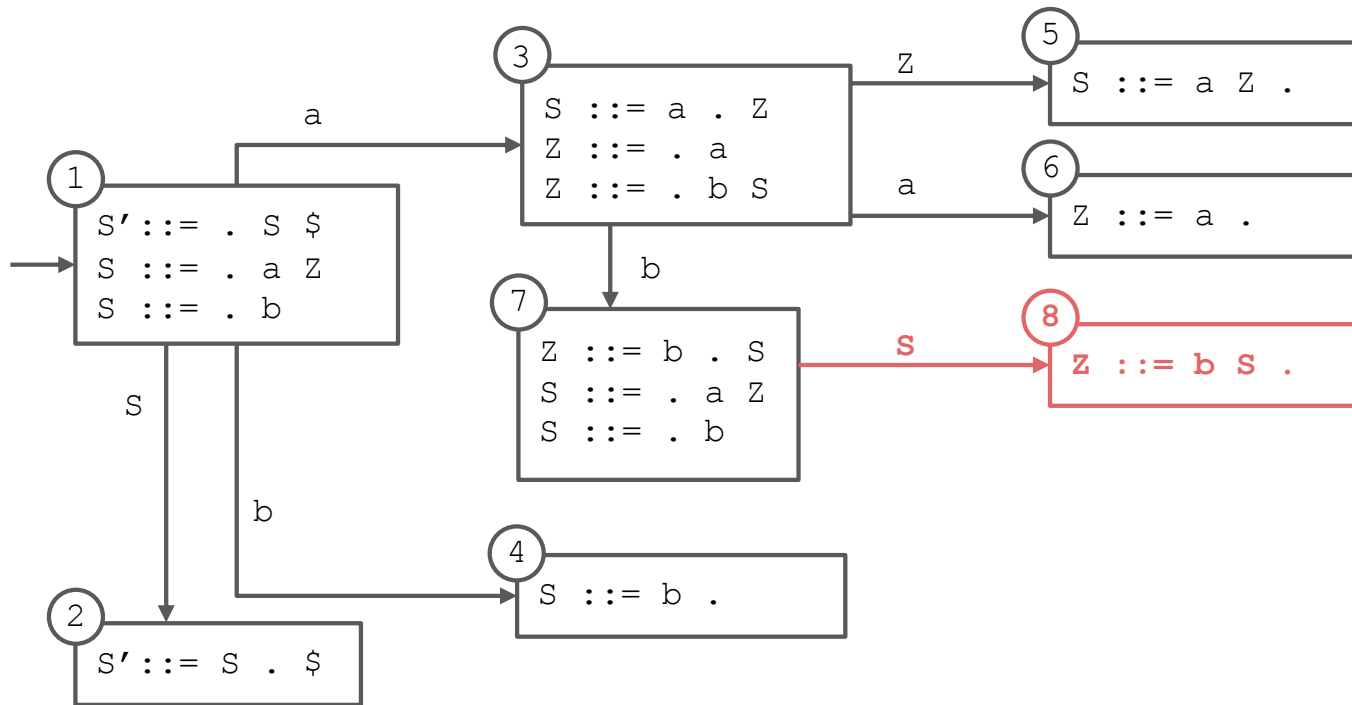 1
S’::= . S $
S ::= . a Z
S ::= . b
a
3
S ::= a . Z
Z ::= . a
Z ::= . b S
Z
5
S ::= a Z .
a
6
Z ::= a .
b
7
Z ::= b . S
S ::= . a Z
S ::= . b
S
8
Z ::= b S .
S
b
4
S ::= b .
2
S’::= S . $